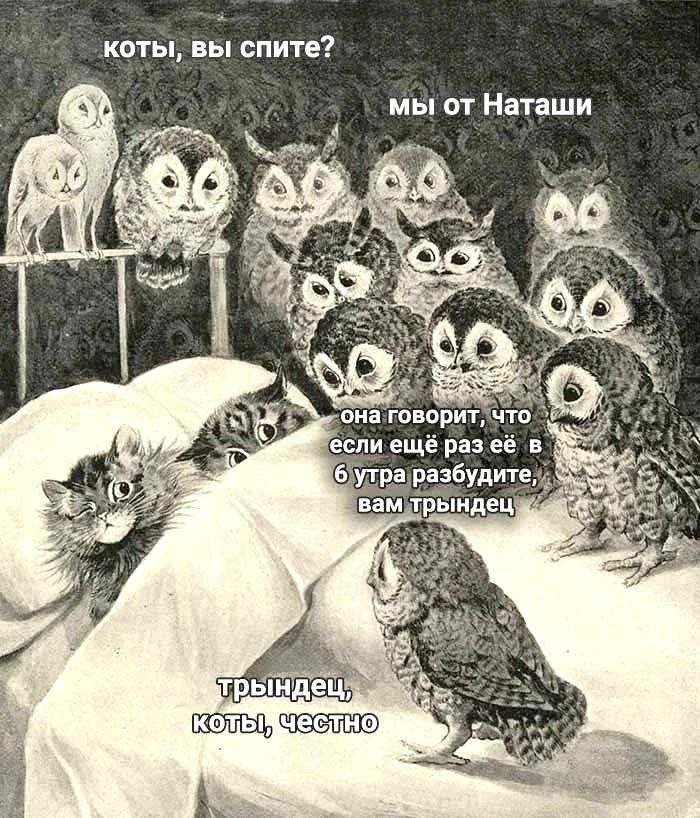 коты, вы спите?
мы от Наташи
она говорит, что
если ещё раз её в
6 утра разбудите,
вам трындец
трындец,
коты, честно